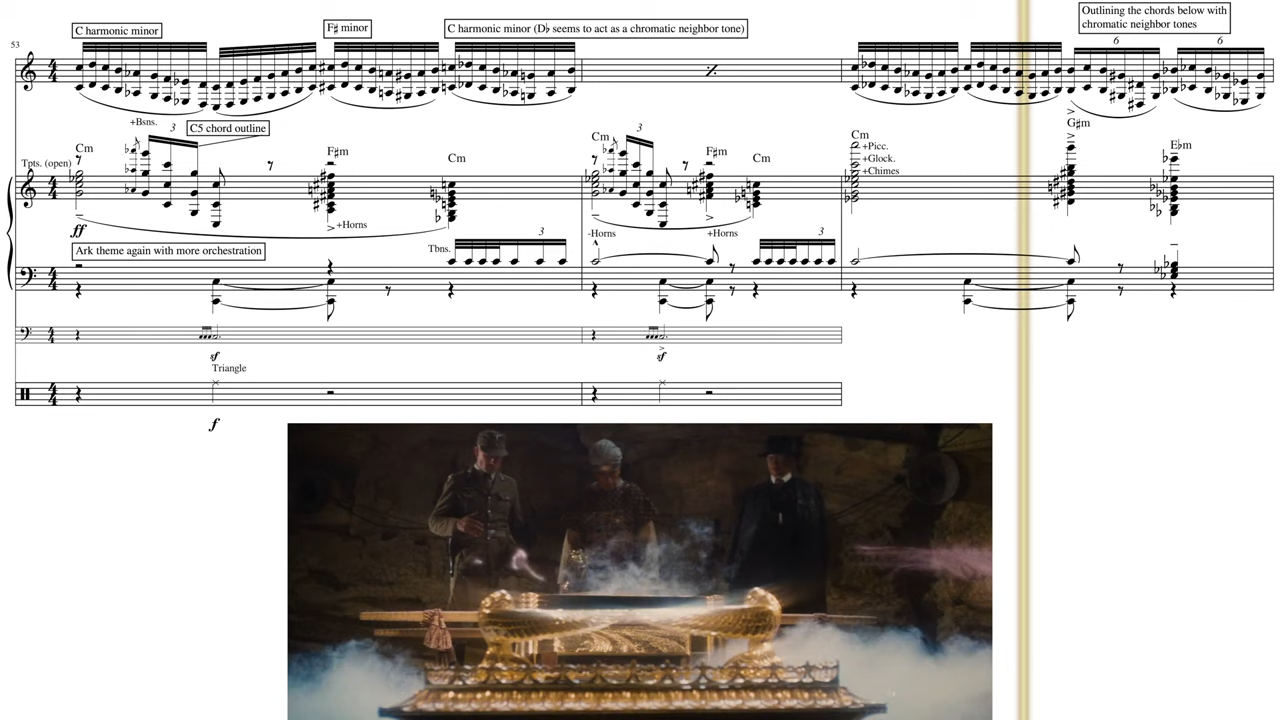 C harmonic minor
F♯ minor
C harmonic minor (D♭ seems to act as a chromatic neighbor tone)
Outlining the chords below with
chromatic neighbor tones
53
6
6
+Bsns.
3
C5 chord outline
3
G♯m
Tpts. (open)
Cm
F♯m
Cm
Cm
F♯m
Cm
Cm
+Picc.
+Glock.
+Chimes
E♭m
ff
+Horns
-Horns
+Horns
Ark theme again with more orchestration
Tbns.
3
3
sf
sf
Triangle
f